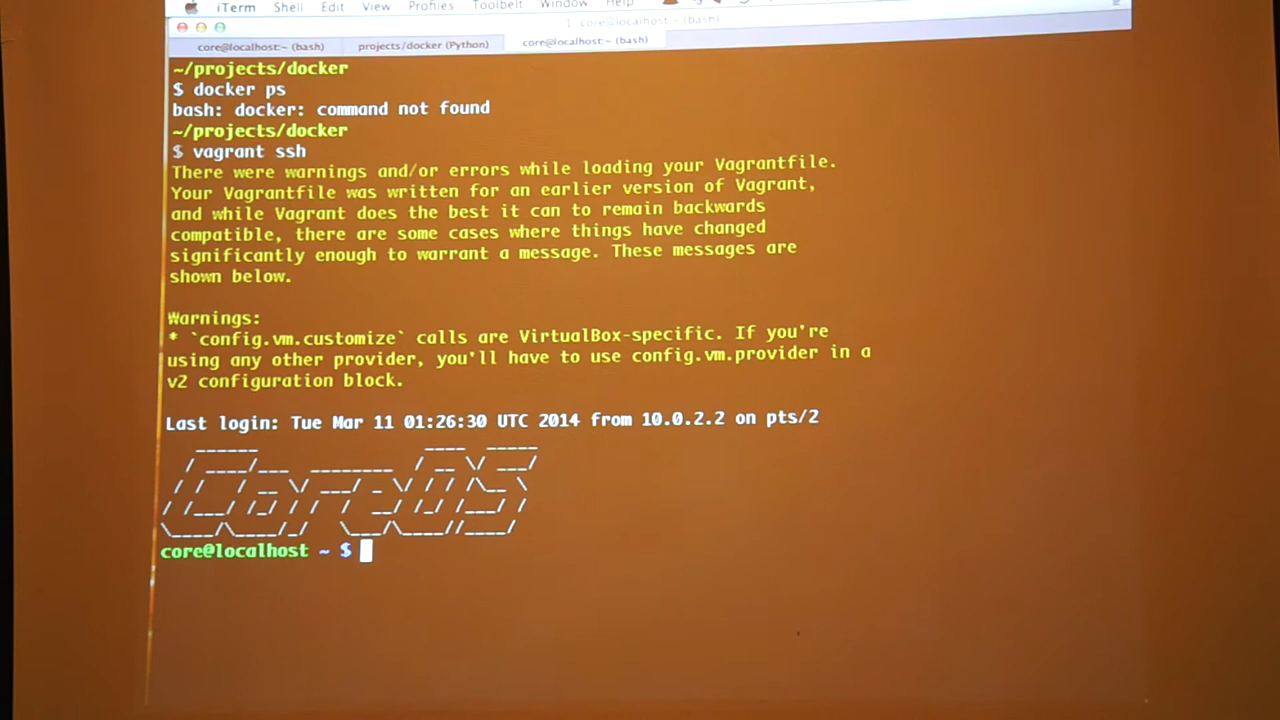 iTerm Shell Edit View Profiles Toolbelt Window Help
1. core@localhost:~ (bash)
core@localhost:~ (bash) projects/docker (Python) core@localhost:~ (bash)
~/projects/docker
$ docker ps
bash: docker: command not found
~/projects/docker
$ vagrant ssh
There were warnings and/or errors while loading your Vagrantfile.
Your Vagrantfile was written for an earlier version of Vagrant,
and while Vagrant does the best it can to remain backwards
compatible, there are some cases where things have changed
significantly enough to warrant a message. These messages are
shown below.
Warnings:
* `config.vm.customize` calls are VirtualBox-specific. If you're
using any other provider, you'll have to use config.vm.provider in a
v2 configuration block.
Last login: Tue Mar 11 01:26:30 UTC 2014 from 10.0.2.2 on pts/2
CoreOS
core@localhost ~ $